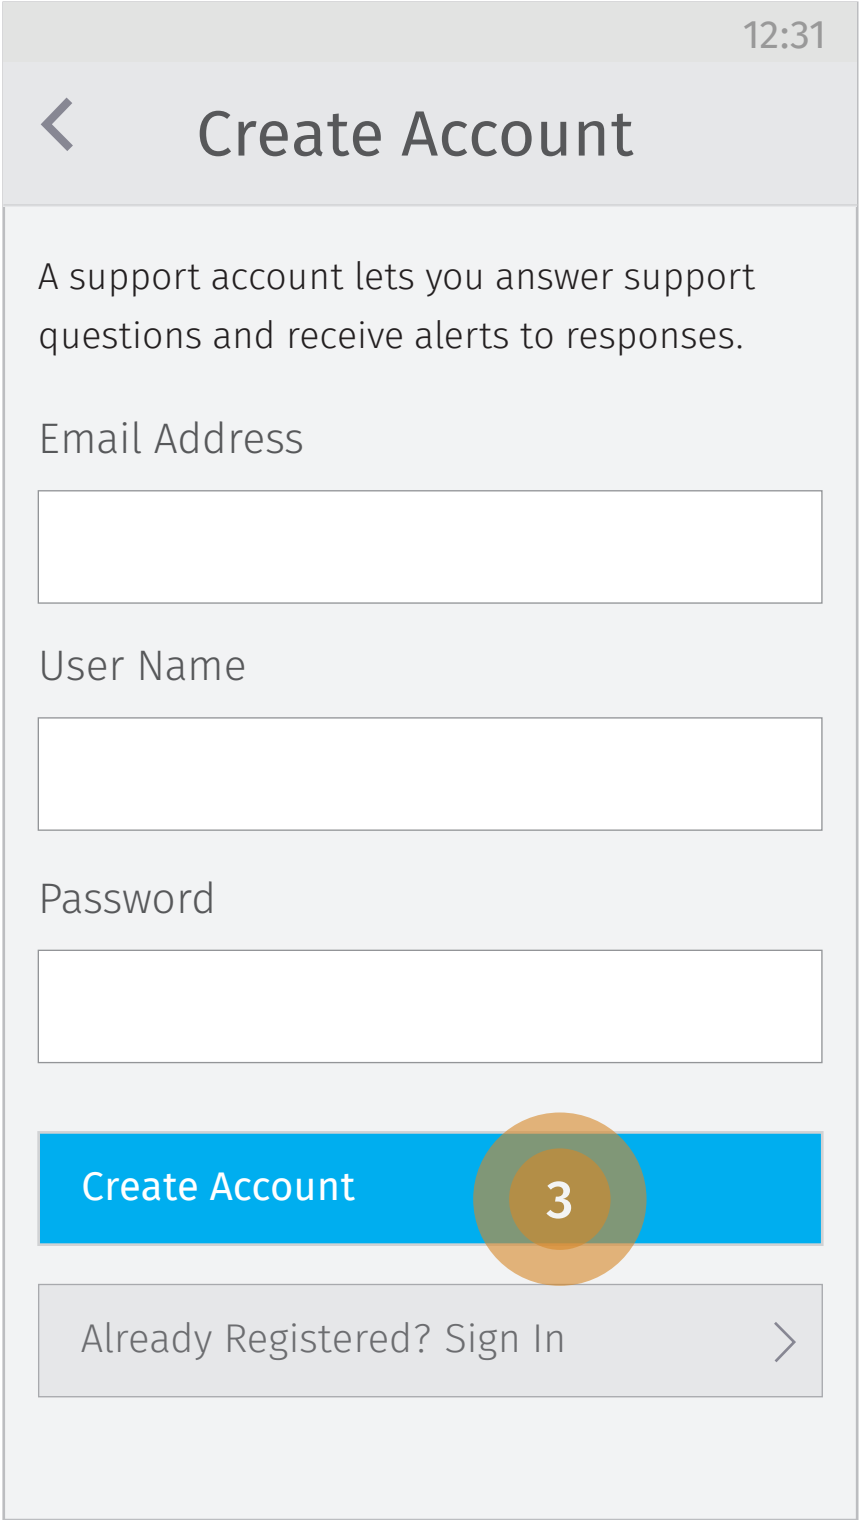 12:31
Create Account
A support account lets you answer support
questions and receive alerts to responses.
Email Address
User Name
Password
Create Account
3
Already Registered? Sign In